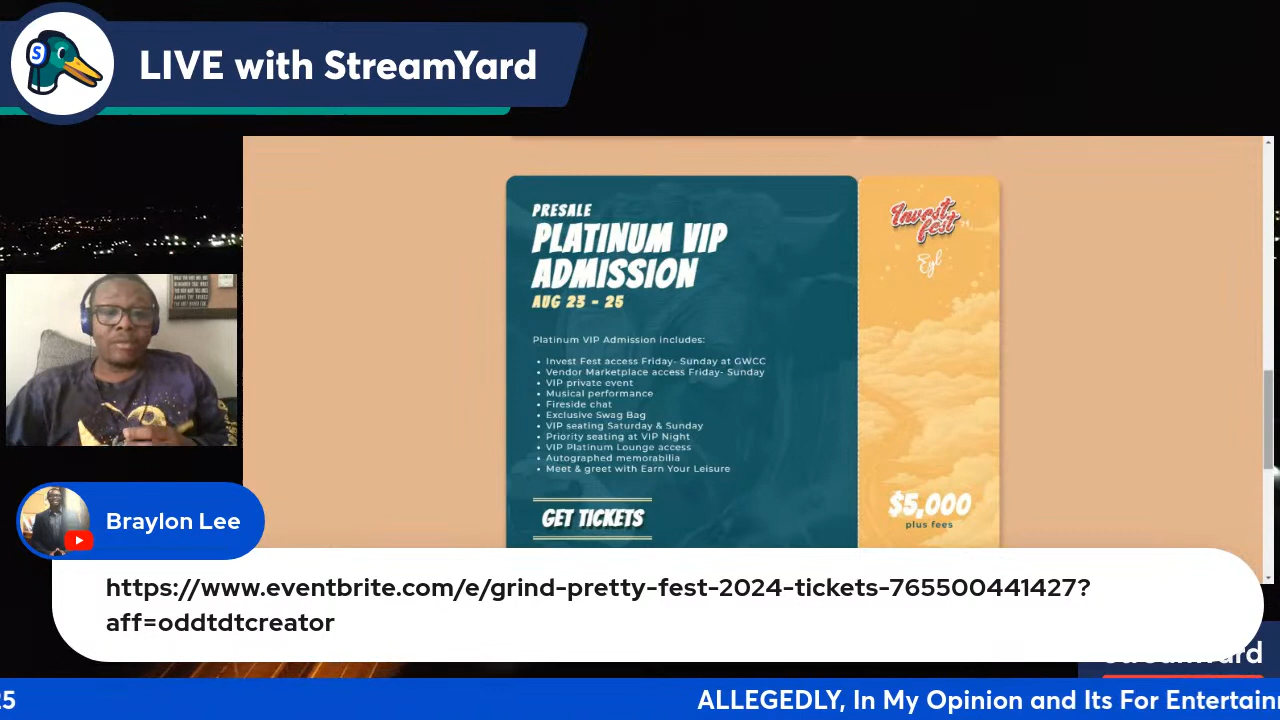 S
LIVE with StreamYard
PRESALE
PLATINUM VIP
ADMISSION
AUG 23 - 25
Platinum VIP Admission includes:
• Invest Fest access Friday- Sunday at GWCC
• Vendor Marketplace access Friday- Sunday
• VIP private event
• Musical performance
• Fireside chat
• Exclusive Swag Bag
• VIP seating Saturday & Sunday
• Priority seating at VIP Night
• VIP Platinum Lounge access
• Autographed memorabilia
• Meet & greet with Earn Your Leisure
GET TICKETS
Invest
fest
Eyl
$5,000
plus fees
Braylon Lee
https://www.eventbrite.com/e/grind-pretty-fest-2024-tickets-765500441427?
aff=oddtdtcreator
25
ALLEGEDLY, In My Opinion and Its For Entertain